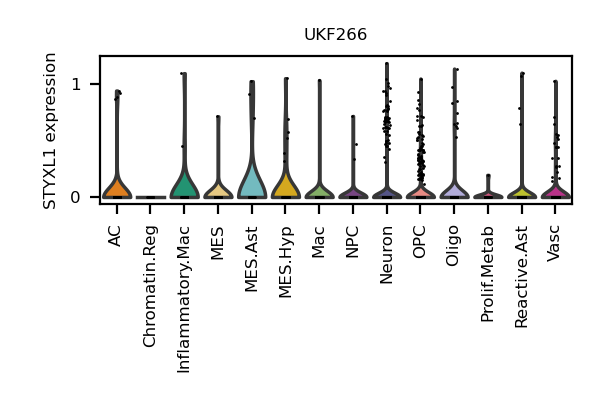 UKF266
STYXL1 expression
1
0
AC
Chromatin.Reg
Inflammatory.Mac
MES
MES.Ast
MES.Hyp
Mac
NPC
Neuron
OPC
Oligo
Prolif.Metab
Reactive.Ast
Vasc